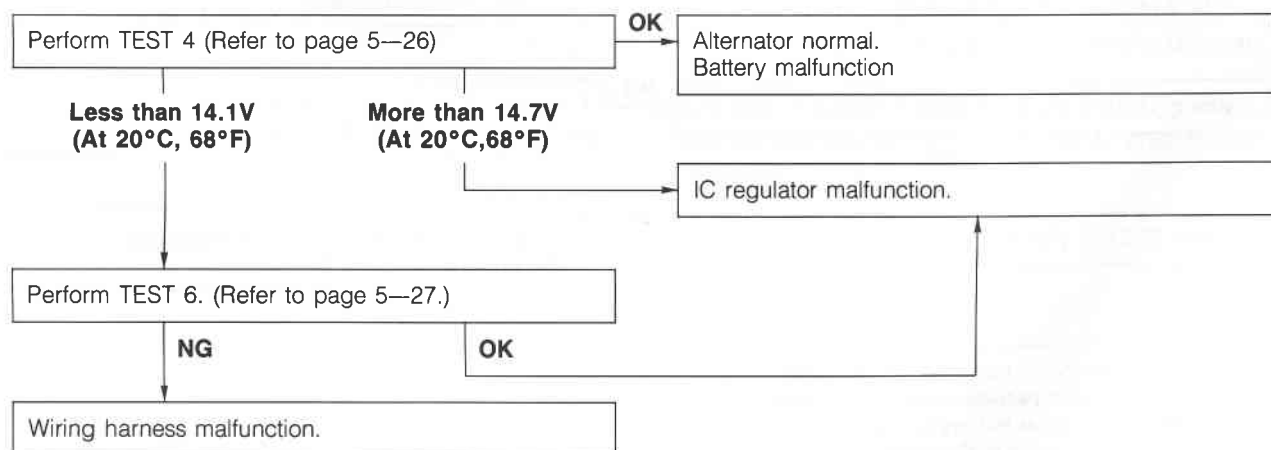 Perform TEST 4 (Refer to page 5—26)
OK
Alternator normal.
Battery malfunction
Less than 14.1V
(At 20°C, 68°F)
More than 14.7V
(At 20°C,68°F)
IC regulator malfunction.
Perform TEST 6. (Refer to page 5—27.)
NG
OK
Wiring harness malfunction.